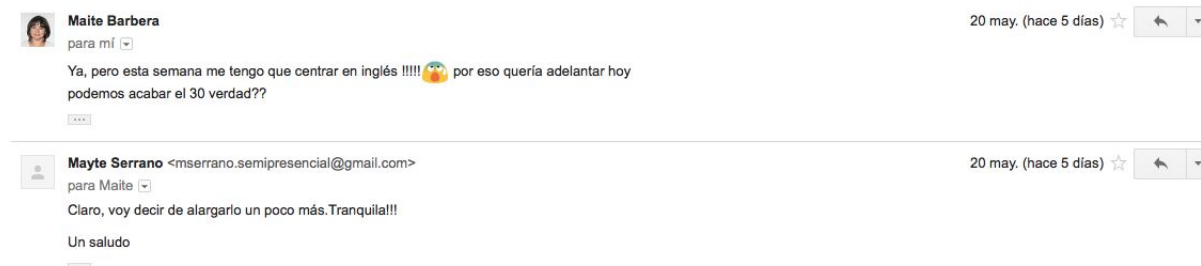 Maite Barbera
20 may. (hace 5 días)
para mí
Ya, pero esta semana me tengo que centrar en inglés !!!!! por eso quería adelantar hoy
podemos acabar el 30 verdad??
Mayte Serrano <mserrano.semipresencial@gmail.com>
20 may. (hace 5 días)
para Maite
Claro, voy decir de alargarlo un poco más.Tranquila!!!
Un saludo